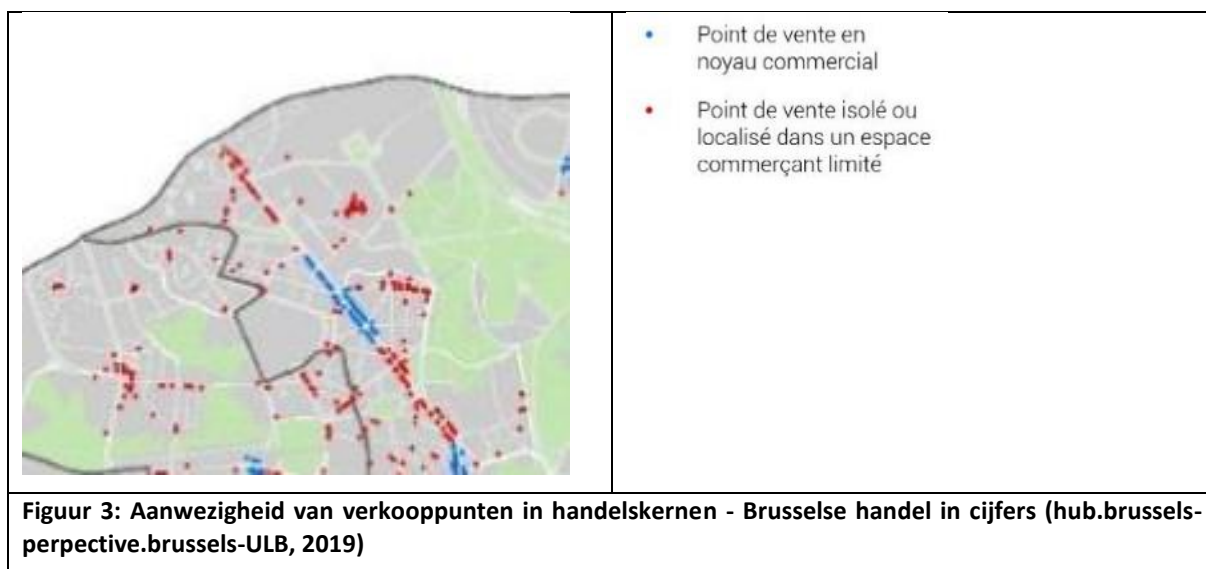 Point de vente en
noyau commercial
Point de vente isolé ou
localisé dans un espace
commerçant limité
Figuur 3: Aanwezigheid van verkooppunten in handelskernen - Brusselse handel in cijfers (hub.brussels-
perpective.brussels-ULB, 2019)